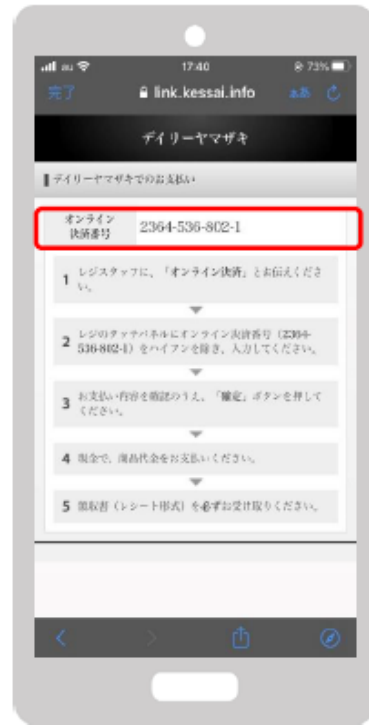 au 17:40 73%
完了 link.kessai.info ああ
デイリーヤマザキ
デイリーヤマザキでのお支払い
オンライン
決済番号 2364-536-802-1
1 レジスタッフに、「オンライン決済」とお伝えくださ
い。
2 レジのタッチパネルにオンライン決済番号（2364-
536-802-1）をハイフンを除き、入力してください。
3 お支払い内容を確認のうえ、「確定」ボタンを押して
ください。
4 現金で、商品代金をお支払いください。
5 領収書（レシート形式）を必ずお受け取りください。